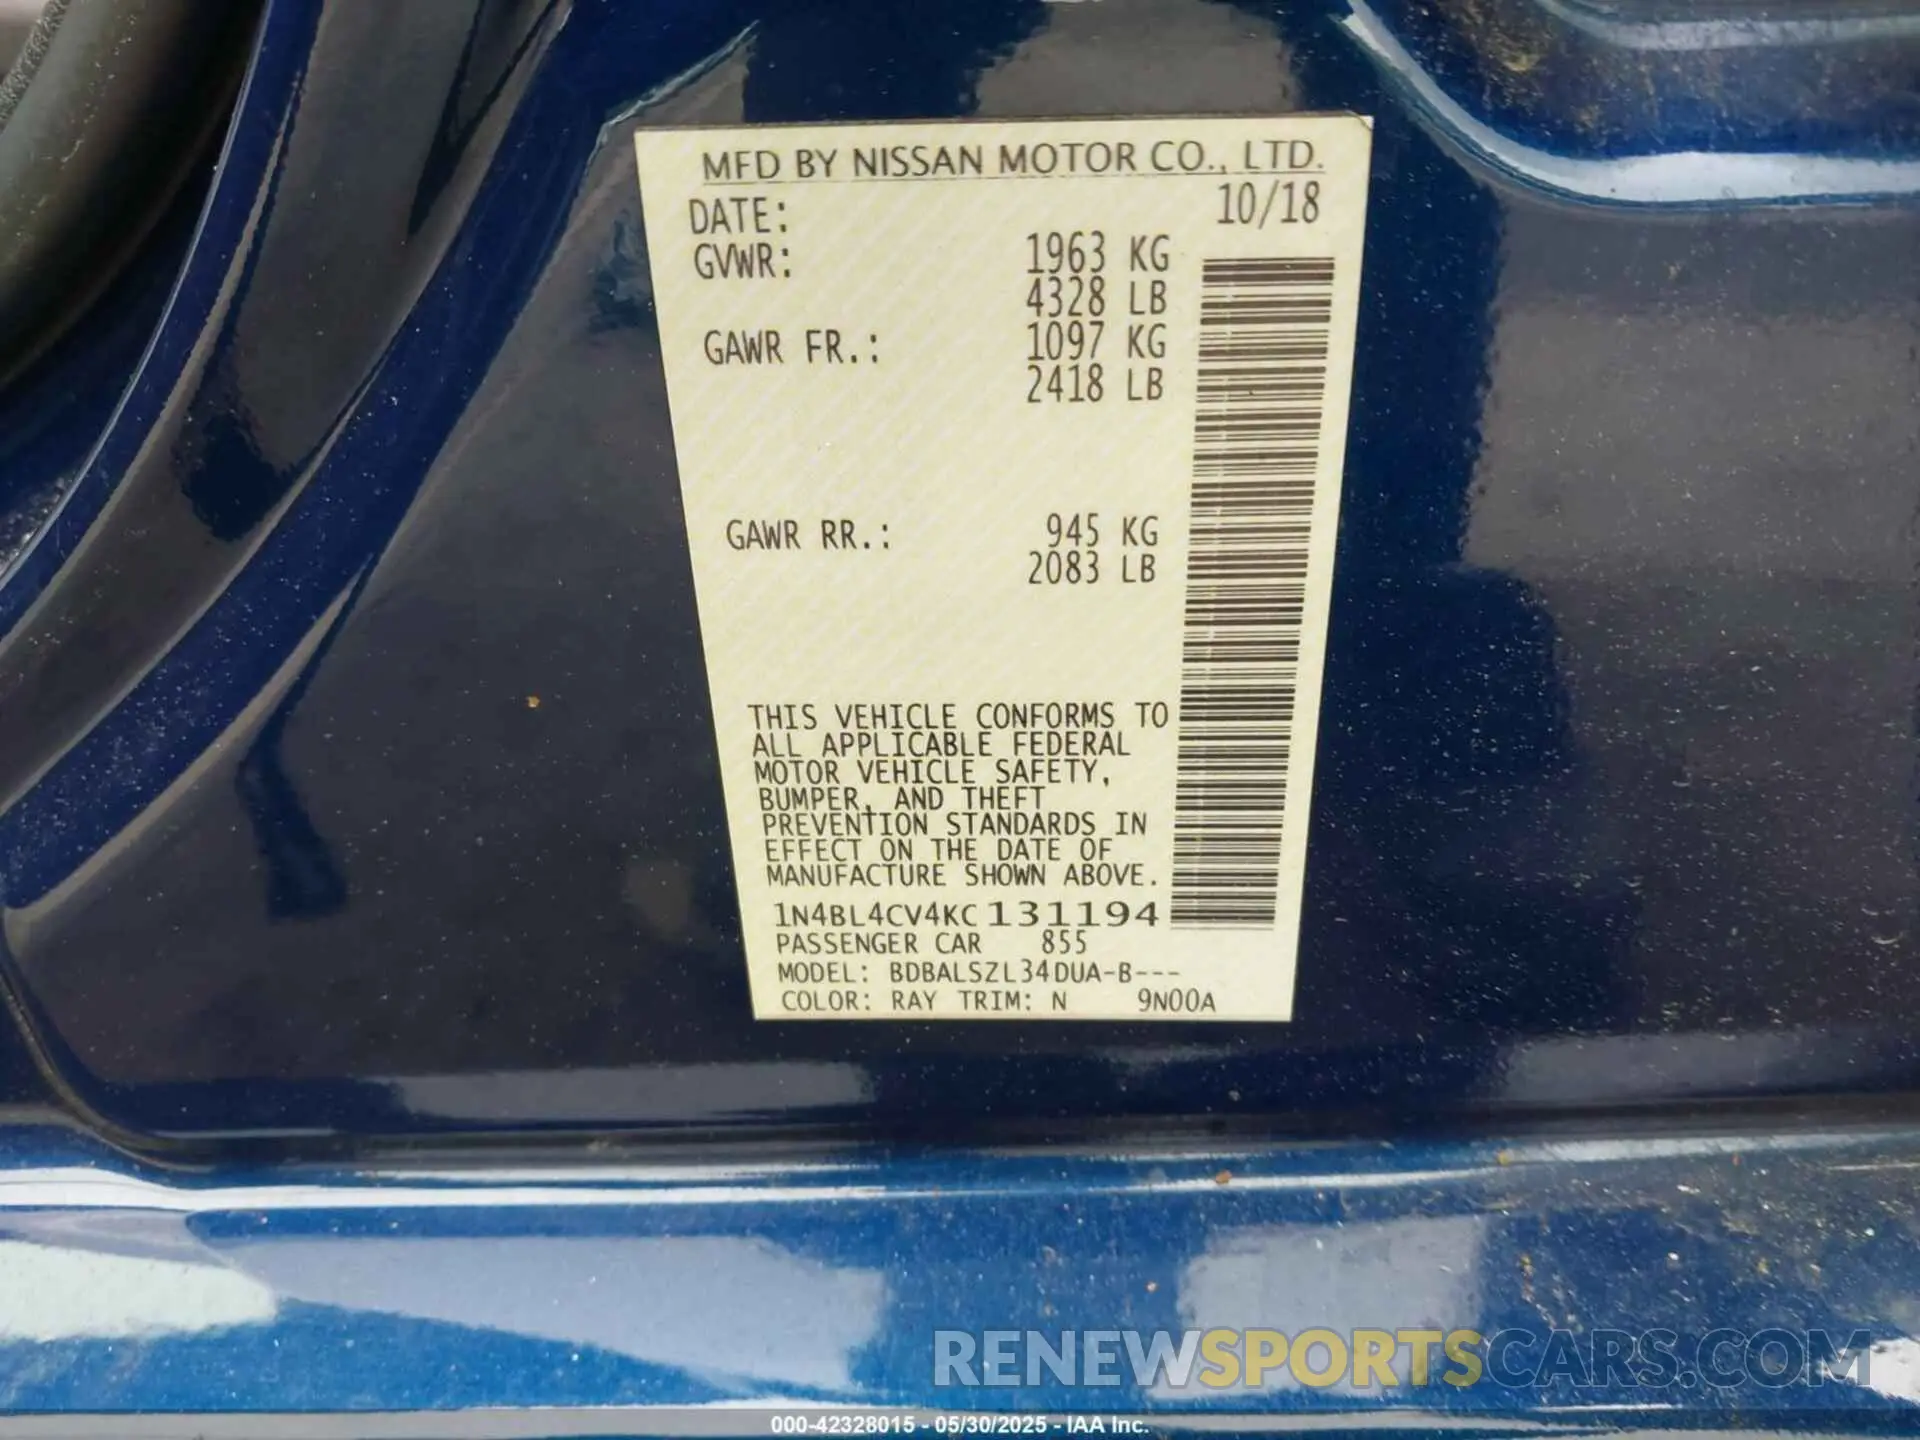 MFD BY NISSAN MOTOR CO., LTD.
DATE: 10/18
GVWR: 1963 KG
4328 LB
GAWR FR.: 1097 KG
2418 LB
GAWR RR.: 945 KG
2083 LB
THIS VEHICLE CONFORMS TO
ALL APPLICABLE FEDERAL
MOTOR VEHICLE SAFETY,
BUMPER, AND THEFT
PREVENTION STANDARDS IN
EFFECT ON THE DATE OF
MANUFACTURE SHOWN ABOVE.
1N4BL4CV4KC131194
PASSENGER CAR 855
MODEL: BDBALSZL34DUA-B---
COLOR: RAY TRIM: N 9N00A
RENEWSPORTSCARS.COM
000-42328015 - 05/30/2025 - IAA Inc.